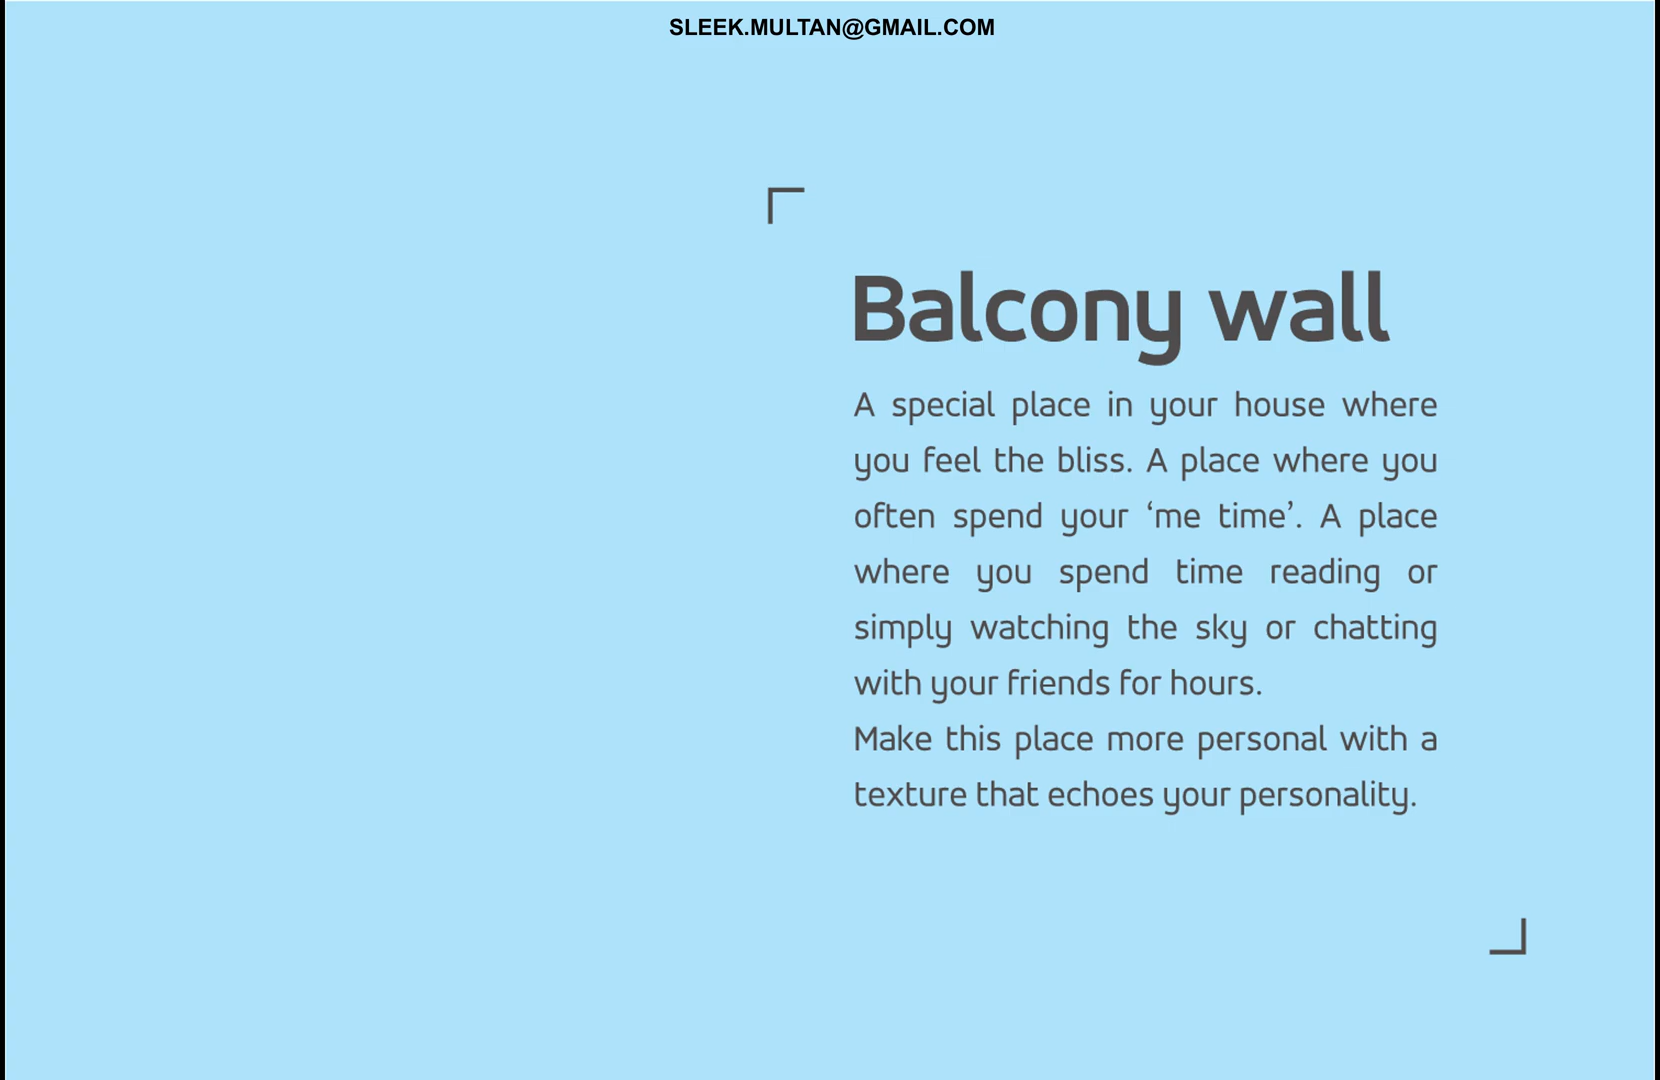 SLEEK.MULTAN@GMAIL.COM
Balcony wall
A special place in your house where
you feel the bliss. A place where you
often spend your ‘me time’. A place
where you spend time reading or
simply watching the sky or chatting
with your friends for hours.
Make this place more personal with a
texture that echoes your personality.